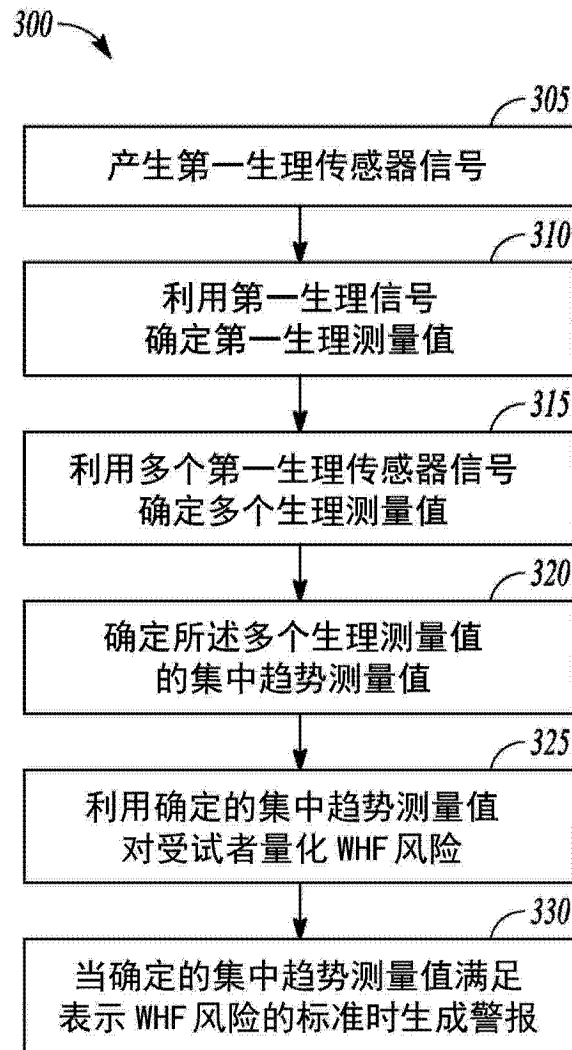 300
305
产生第一生理传感器信号
310
利用第一生理信号
确定第一生理测量值
315
利用多个第一生理传感器信号
确定多个生理测量值
320
确定所述多个生理测量值
的集中趋势测量值
325
利用确定的集中趋势测量值
对受试者量化 WHF 风险
330
当确定的集中趋势测量值满足
表示 WHF 风险的标准时生成警报